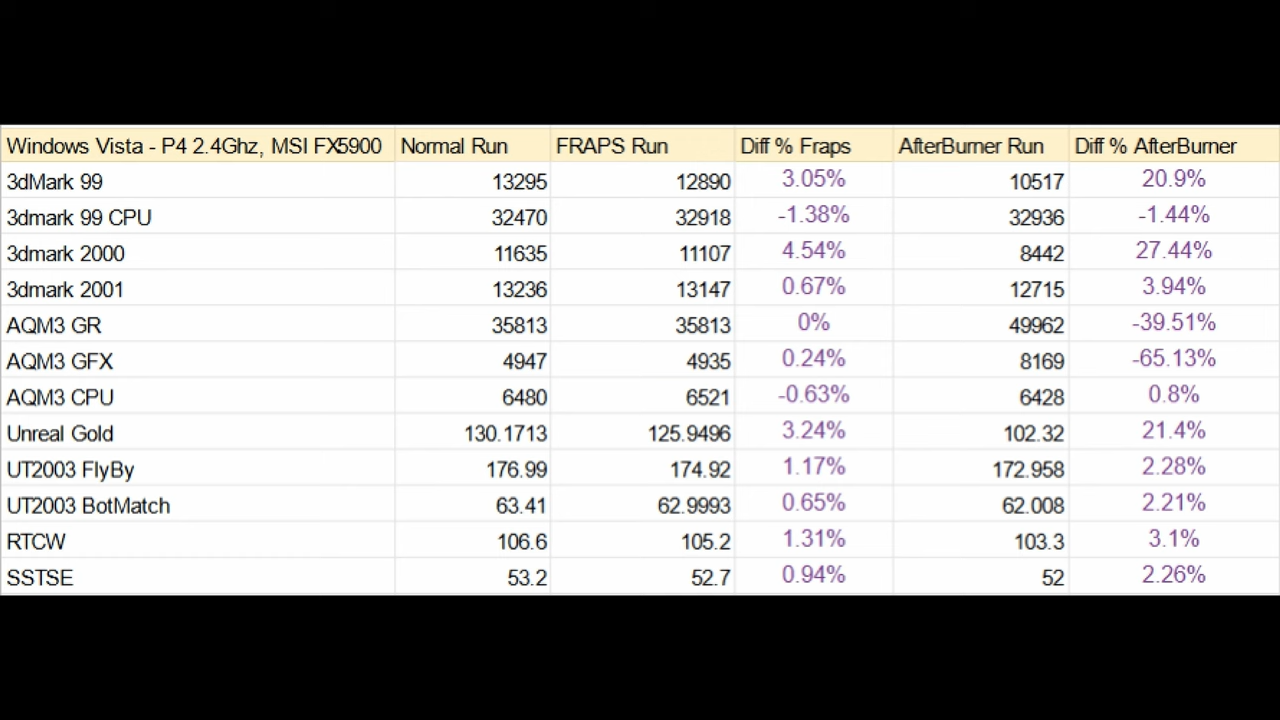 Windows Vista - P4 2.4Ghz, MSI FX5900 Normal Run FRAPS Run Diff % Fraps AfterBurner Run Diff % AfterBurner
3dMark 99 13295 12890 3.05% 10517 20.9%
3dmark 99 CPU 32470 32918 -1.38% 32936 -1.44%
3dmark 2000 11635 11107 4.54% 8442 27.44%
3dmark 2001 13236 13147 0.67% 12715 3.94%
AQM3 GR 35813 35813 0% 49962 -39.51%
AQM3 GFX 4947 4935 0.24% 8169 -65.13%
AQM3 CPU 6480 6521 -0.63% 6428 0.8%
Unreal Gold 130.1713 125.9496 3.24% 102.32 21.4%
UT2003 FlyBy 176.99 174.92 1.17% 172.958 2.28%
UT2003 BotMatch 63.41 62.9993 0.65% 62.008 2.21%
RTCW 106.6 105.2 1.31% 103.3 3.1%
SSTSE 53.2 52.7 0.94% 52 2.26%